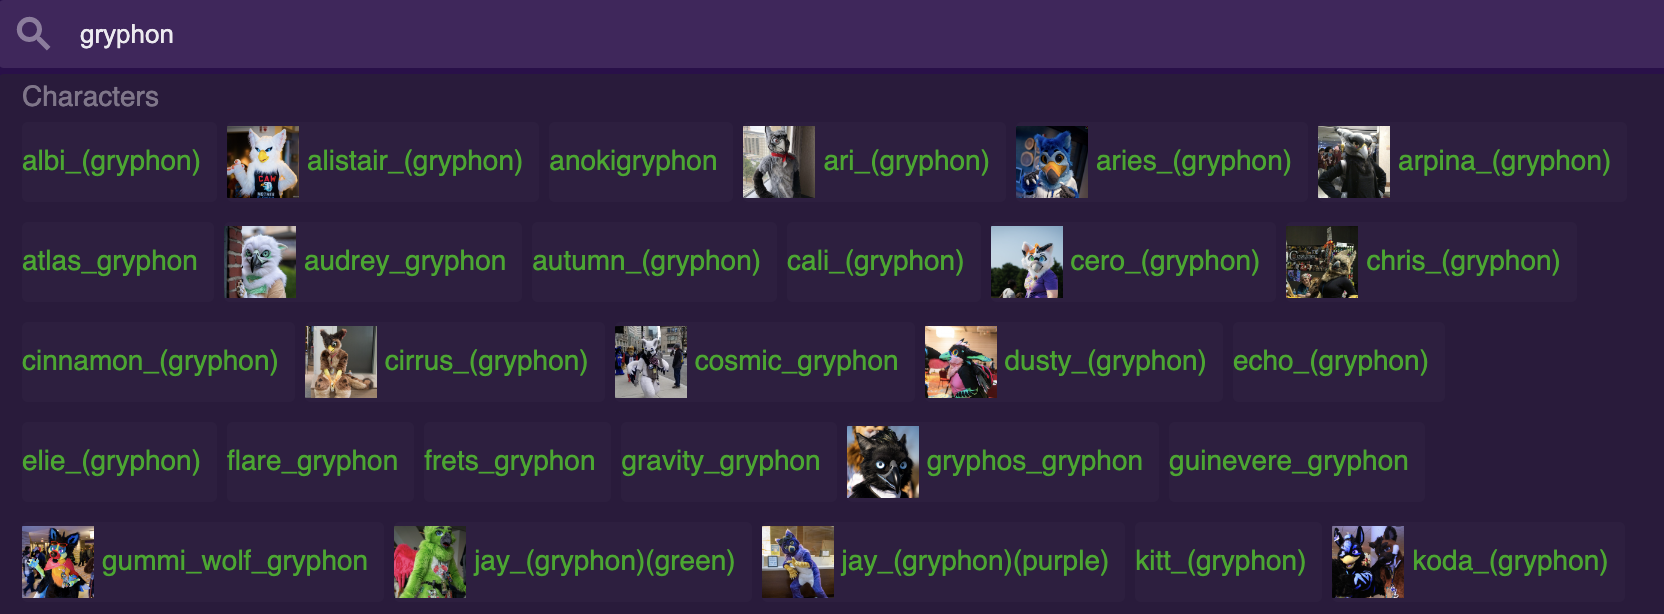 gryphon
Characters
albi_(gryphon) alistair_(gryphon) anokigryphon ari_(gryphon) aries_(gryphon) arpina_(gryphon)
atlas_gryphon audrey_gryphon autumn_(gryphon) cali_(gryphon) cero_(gryphon) chris_(gryphon)
cinnamon_(gryphon) cirrus_(gryphon) cosmic_gryphon dusty_(gryphon) echo_(gryphon)
elie_(gryphon) flare_gryphon frets_gryphon gravity_gryphon gryphos_gryphon guinevere_gryphon
gummi_wolf_gryphon jay_(gryphon)(green) jay_(gryphon)(purple) kitt_(gryphon) koda_(gryphon)